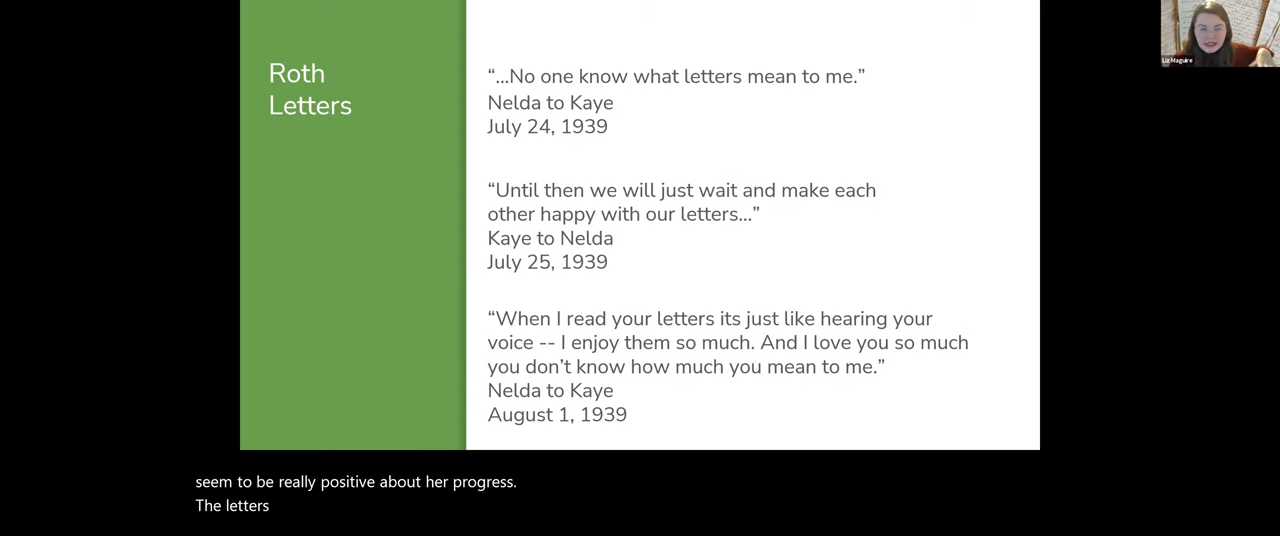 Roth
Letters
“...No one know what letters mean to me.”
Nelda to Kaye
July 24, 1939
“Until then we will just wait and make each
other happy with our letters...”
Kaye to Nelda
July 25, 1939
“When I read your letters its just like hearing your
voice -- I enjoy them so much. And I love you so much
you don’t know how much you mean to me.”
Nelda to Kaye
August 1, 1939
Liz Maguire
seem to be really positive about her progress.
The letters